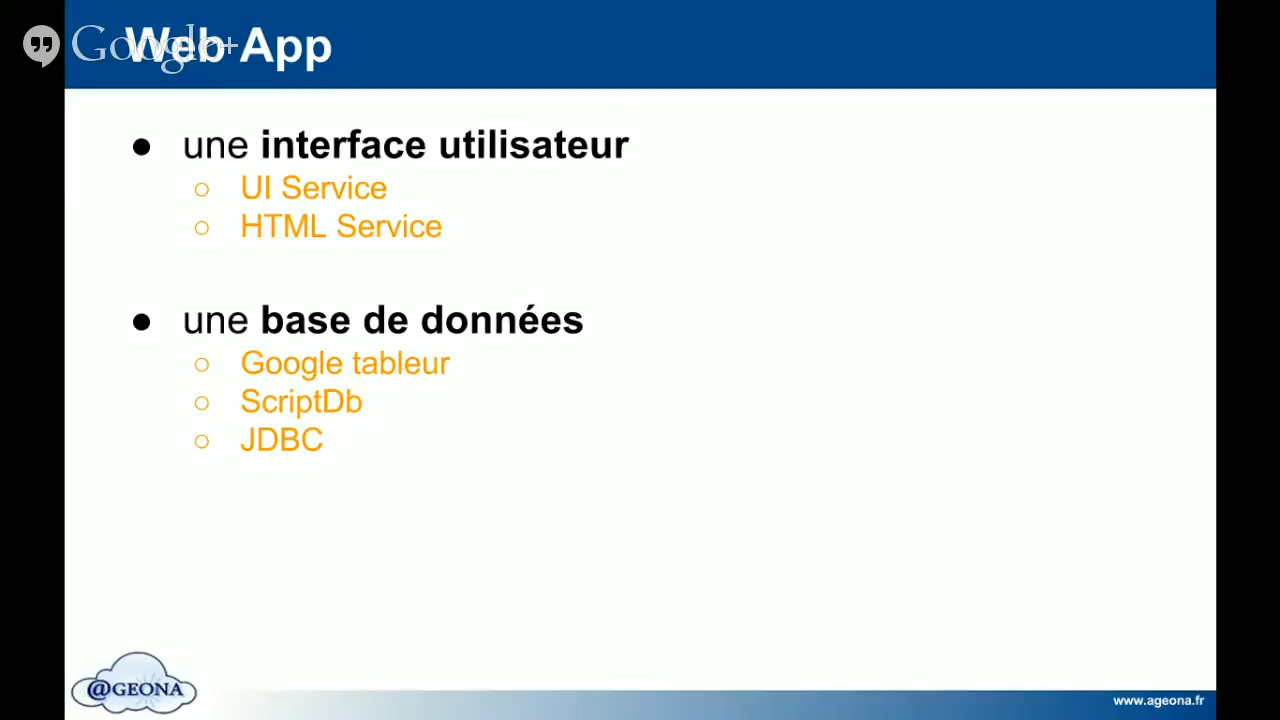 Google+
Web App
● une interface utilisateur
○ UI Service
○ HTML Service
● une base de données
○ Google tableur
○ ScriptDb
○ JDBC
@GEONA
www.ageona.fr